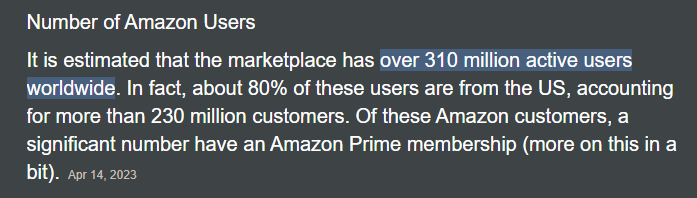 Number of Amazon Users
It is estimated that the marketplace has over 310 million active users
worldwide. In fact, about 80% of these users are from the US, accounting
for more than 230 million customers. Of these Amazon customers, a
significant number have an Amazon Prime membership (more on this in a
bit). Apr 14, 2023